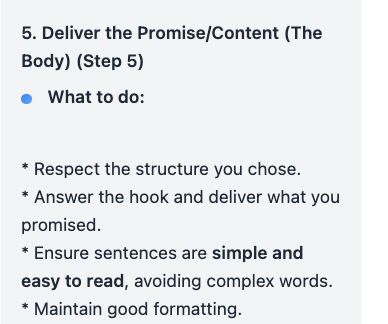 5. Deliver the Promise/Content (The
Body) (Step 5)
What to do:
* Respect the structure you chose.
* Answer the hook and deliver what you
promised.
* Ensure sentences are simple and
easy to read, avoiding complex words.
* Maintain good formatting.